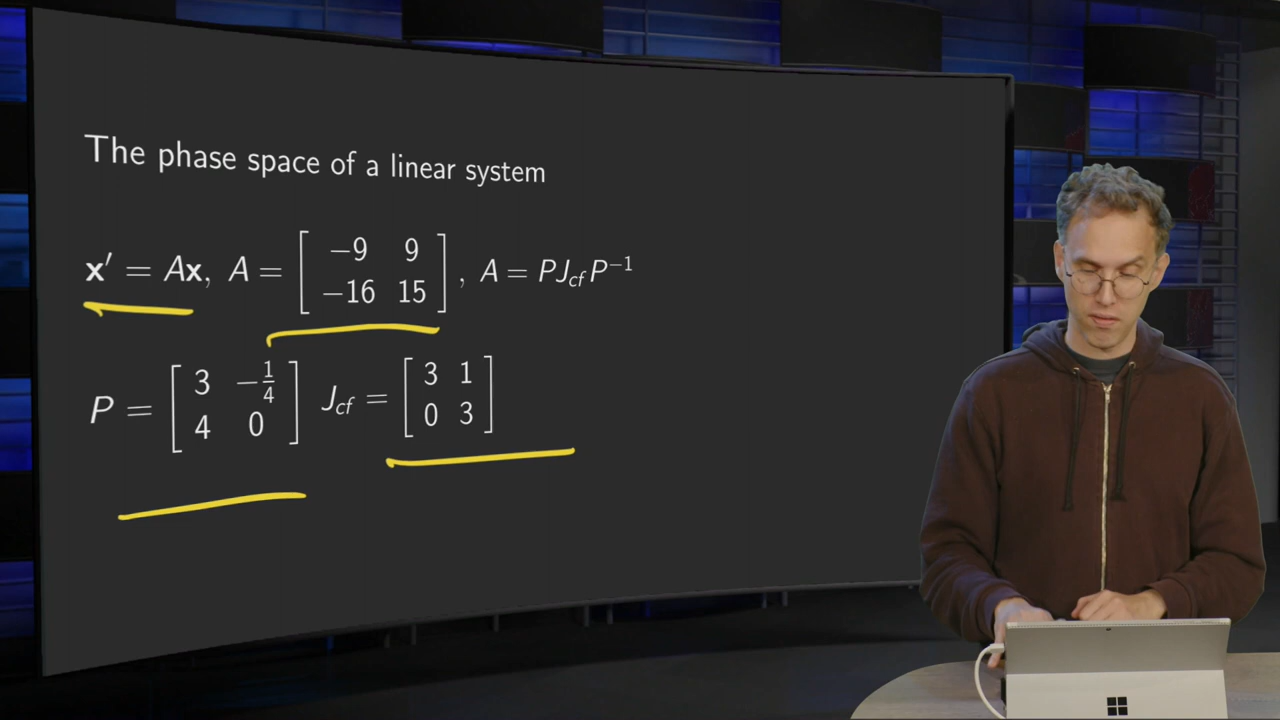 The phase space of a linear system
x′ = Ax, A = [ −9 9 ; −16 15 ], A = PJ_cf P⁻¹
P = [ 3 −1/4 ; 4 0 ] J_cf = [ 3 1 ; 0 3 ]